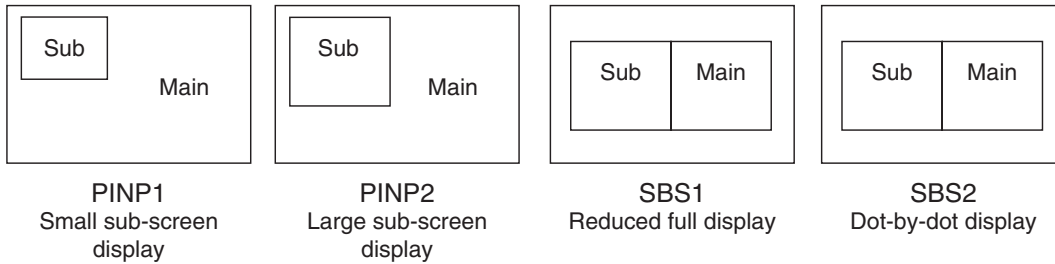 Sub
Main
PINP1
Small sub-screen
display
Sub
Main
PINP2
Large sub-screen
display
Sub Main
SBS1
Reduced full display
Sub Main
SBS2
Dot-by-dot display